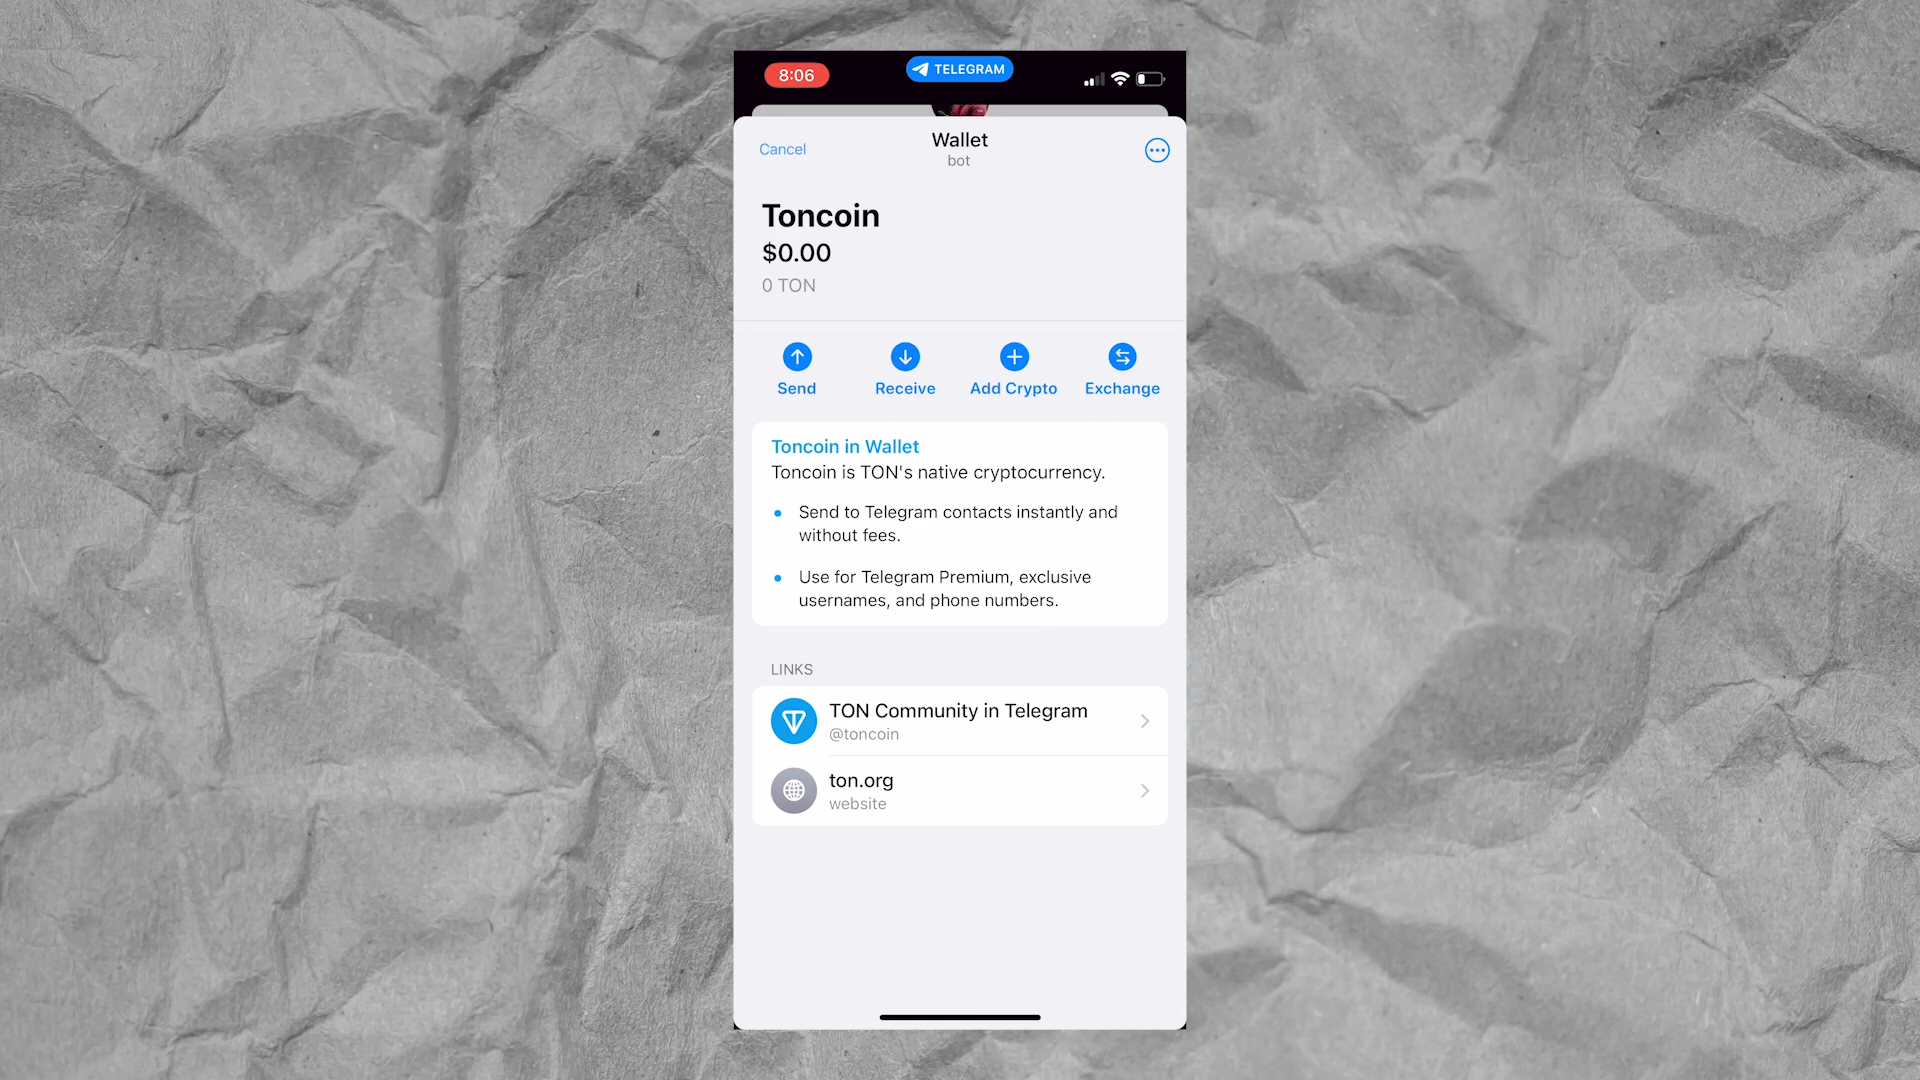 8:06
TELEGRAM
Cancel
Wallet
bot
Toncoin
$0.00
0 TON
Send
Receive
Add Crypto
Exchange
Toncoin in Wallet
Toncoin is TON's native cryptocurrency.
Send to Telegram contacts instantly and
without fees.
Use for Telegram Premium, exclusive
usernames, and phone numbers.
LINKS
TON Community in Telegram
@toncoin
ton.org
website